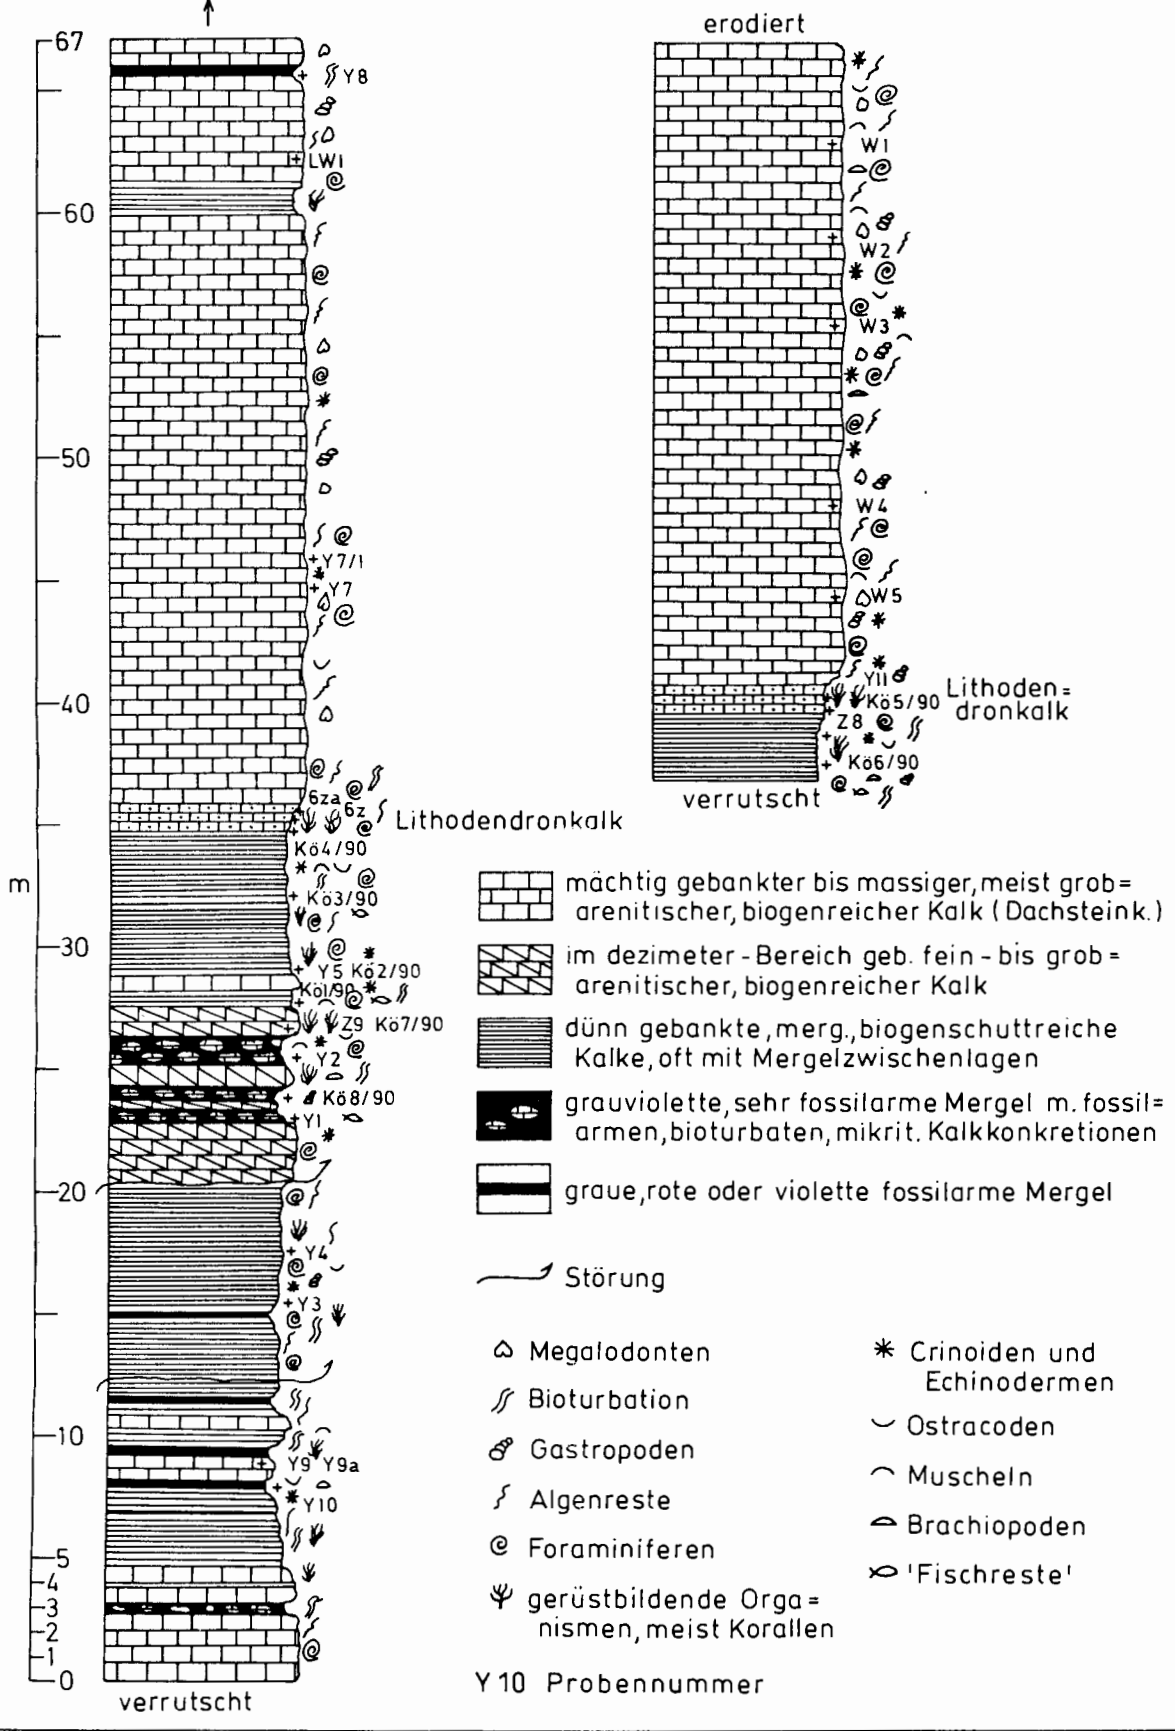 67
Y8
LW1
60
50
Y7/1
Y7
40
6za
6z
Lithodendronkalk
Kö4/90
m
Kö3/90
30
Y5 Kö2/90
Kö1/90
Z9 Kö7/90
Y2
Kö8/90
Y1
20
Y4
Y3
10
Y9 Y9a
Y10
5
4
3
2
1
0
verrutscht
erodiert
W1
W2
W3
W4
W5
Y11
Kö5/90
Lithoden=
dronkalk
Z8
Kö6/90
verrutscht
mächtig gebankter bis massiger, meist grob=
arenitischer, biogenreicher Kalk (Dachsteink.)
im dezimeter-Bereich geb. fein- bis grob=
arenitischer, biogenreicher Kalk
dünn gebankte, merg., biogenschuttreiche
Kalke, oft mit Mergelzwischenlagen
grauviolette, sehr fossilarme Mergel m. fossil=
armen, bioturbaten, mikrit. Kalkkonkretionen
graue, rote oder violette fossilarme Mergel
Störung
Megalodonten
Bioturbation
Gastropoden
Algenreste
Foraminiferen
gerüstbildende Orga=
nismen, meist Korallen
Y10 Probennummer
Crinoiden und
Echinodermen
Ostracoden
Muscheln
Brachiopoden
'Fischreste'